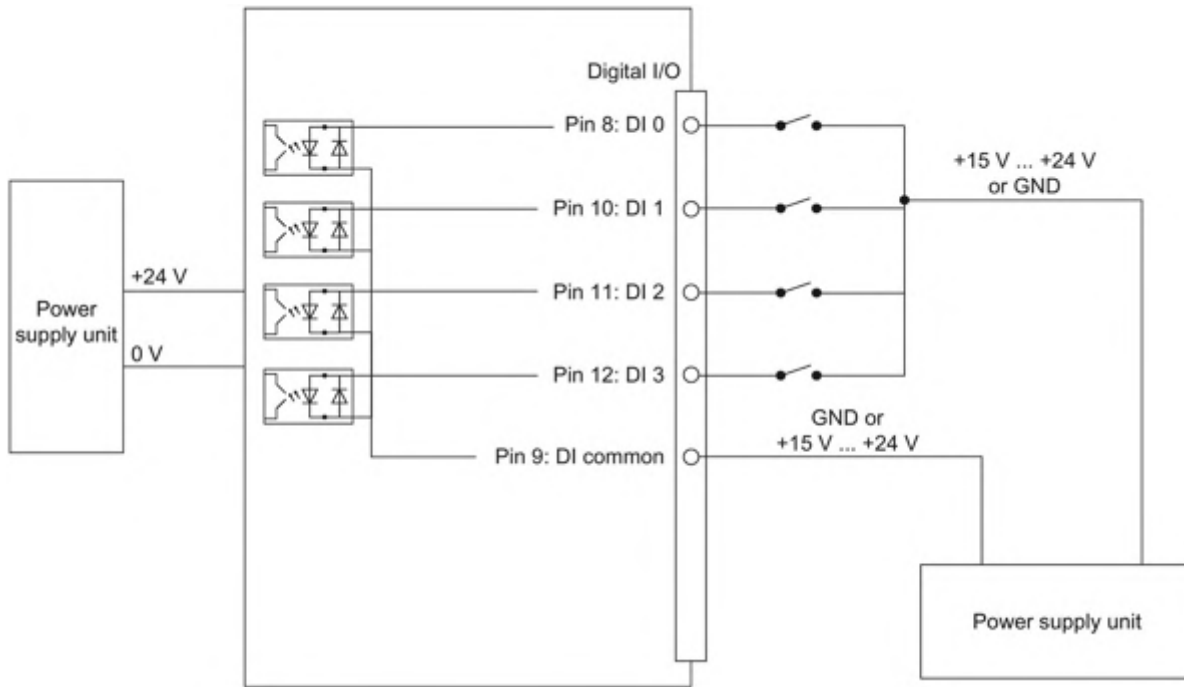 Digital I/O
Pin 8: DI 0
+15 V ... +24 V
or GND
Pin 10: DI 1
+24 V
Pin 11: DI 2
Power
supply unit
0 V
Pin 12: DI 3
GND or
+15 V ... +24 V
Pin 9: DI common
Power supply unit